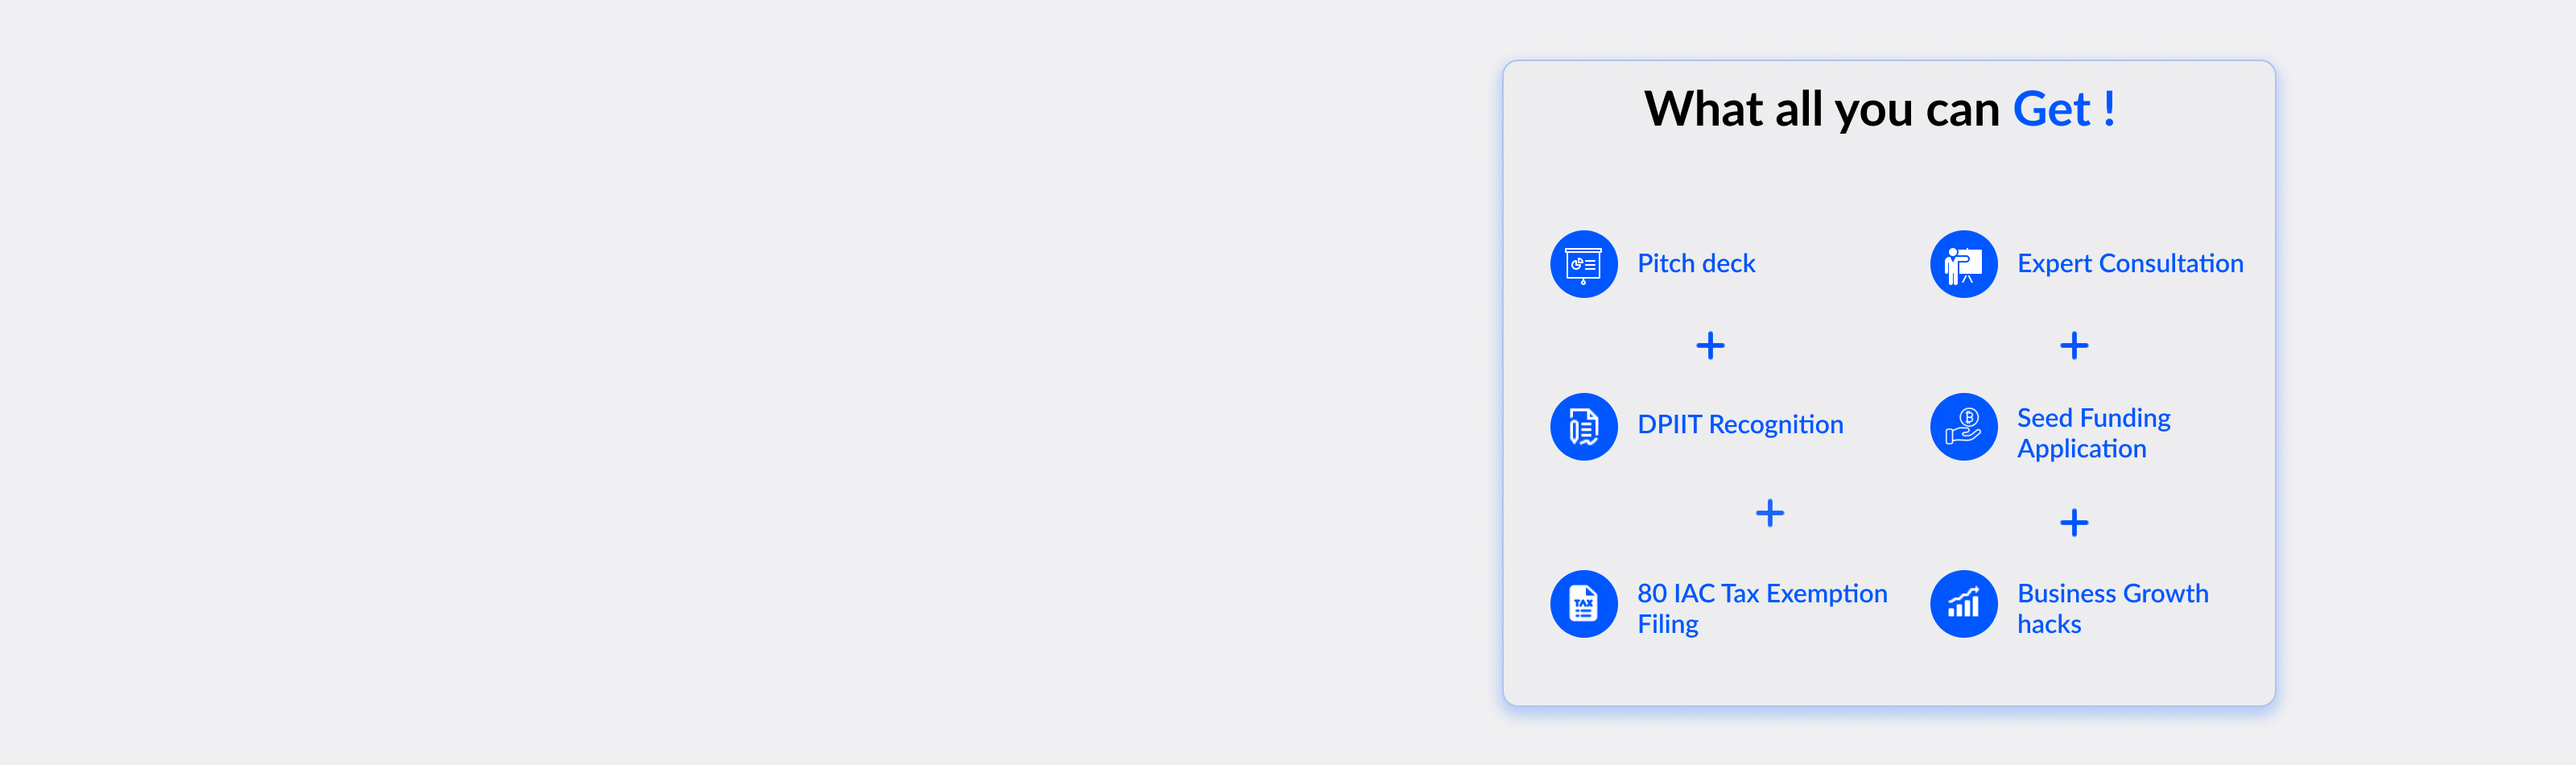 What all you can Get !
Pitch deck
Expert Consultation
+
+
DPIIT Recognition
Seed Funding
Application
+
+
TAX
80 IAC Tax Exemption
Filing
Business Growth
hacks